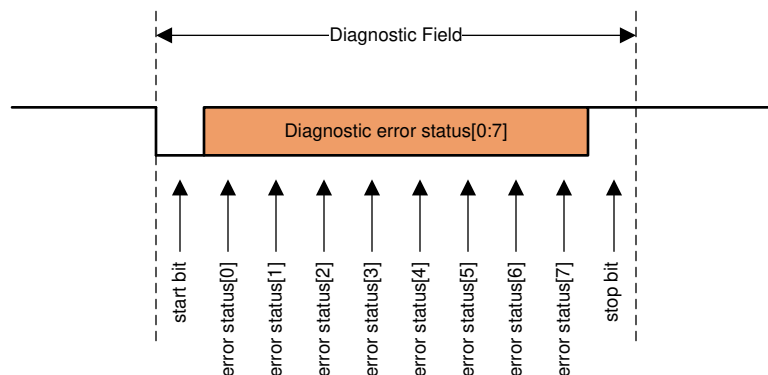 Diagnostic Field
Diagnostic error status[0:7]
start bit
error status[0]
error status[1]
error status[2]
error status[3]
error status[4]
error status[5]
error status[6]
error status[7]
stop bit